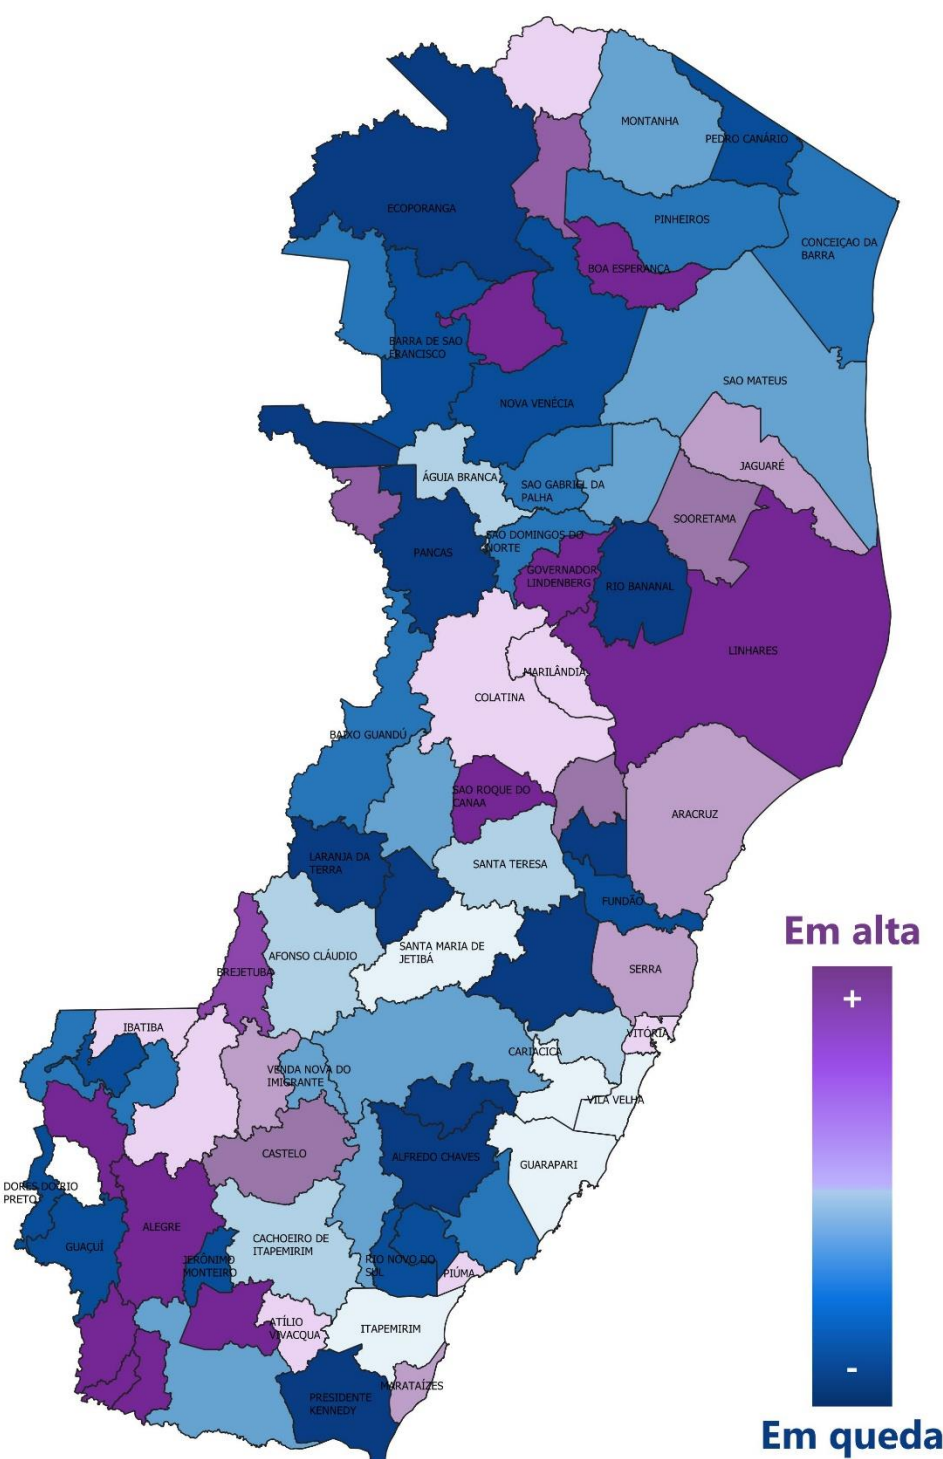 MONTANHA
PEDRO CANÁRIO
ECOPORANGA
PINHEIROS
CONCEIÇAO DA
BARRA
BOA ESPERANÇA
BARRA DE SAO
FRANCISCO
SAO MATEUS
NOVA VENÉCIA
JAGUARÉ
ÁGUIA BRANCA
SAO GABRIEL DA
PALHA
SOORETAMA
SAO DOMINGOS DO
NORTE
PANCAS
GOVERNADOR
LINDENBERG
RIO BANANAL
LINHARES
MARILÂNDIA
COLATINA
BAIXO GUANDÚ
SAO ROQUE DO
CANAA
ARACRUZ
LARANJA DA
TERRA
SANTA TERESA
FUNDÃO
Em alta
SANTA MARIA DE
JETIBÁ
AFONSO CLÁUDIO
BREJETUBA
SERRA
+
IBATIBA
VITÓRIA
CARIACICA
VENDA NOVA DO
IMIGRANTE
VILA VELHA
CASTELO
ALFREDO CHAVES
GUARAPARI
DORES DO RIO
PRETO
ALEGRE
GUAÇUÍ
CACHOEIRO DE
ITAPEMIRIM
JERÔNIMO
MONTEIRO
RIO NOVO DO
SUL
PIÚMA
ATÍLIO
VIVACQUA
ITAPEMIRIM
-
MARATAÍZES
PRESIDENTE
KENNEDY
Em queda